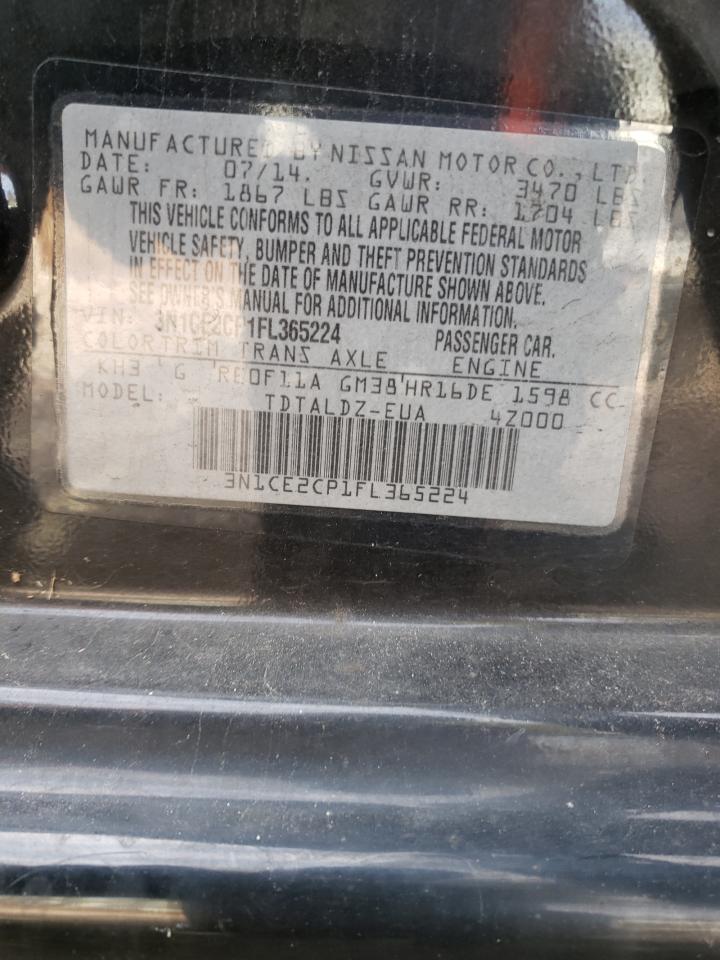 MANUFACTURED BY NISSAN MOTOR CO., LTD.
DATE: 07/14. GVWR: 3470 LBS
GAWR FR: 1867 LBS GAWR RR: 1704 LBS
THIS VEHICLE CONFORMS TO ALL APPLICABLE FEDERAL MOTOR
VEHICLE SAFETY, BUMPER AND THEFT PREVENTION STANDARDS
IN EFFECT ON THE DATE OF MANUFACTURE SHOWN ABOVE.
SEE OWNER'S MANUAL FOR ADDITIONAL INFORMATION.
VIN: 3N1CE2CP1FL365224 PASSENGER CAR.
COLOR TRIM TRANS AXLE ENGINE
KH3 G RE0F11A GM38 HR16DE 1598 CC
MODEL: TDTALDZ-EUA 4Z000
3N1CE2CP1FL365224